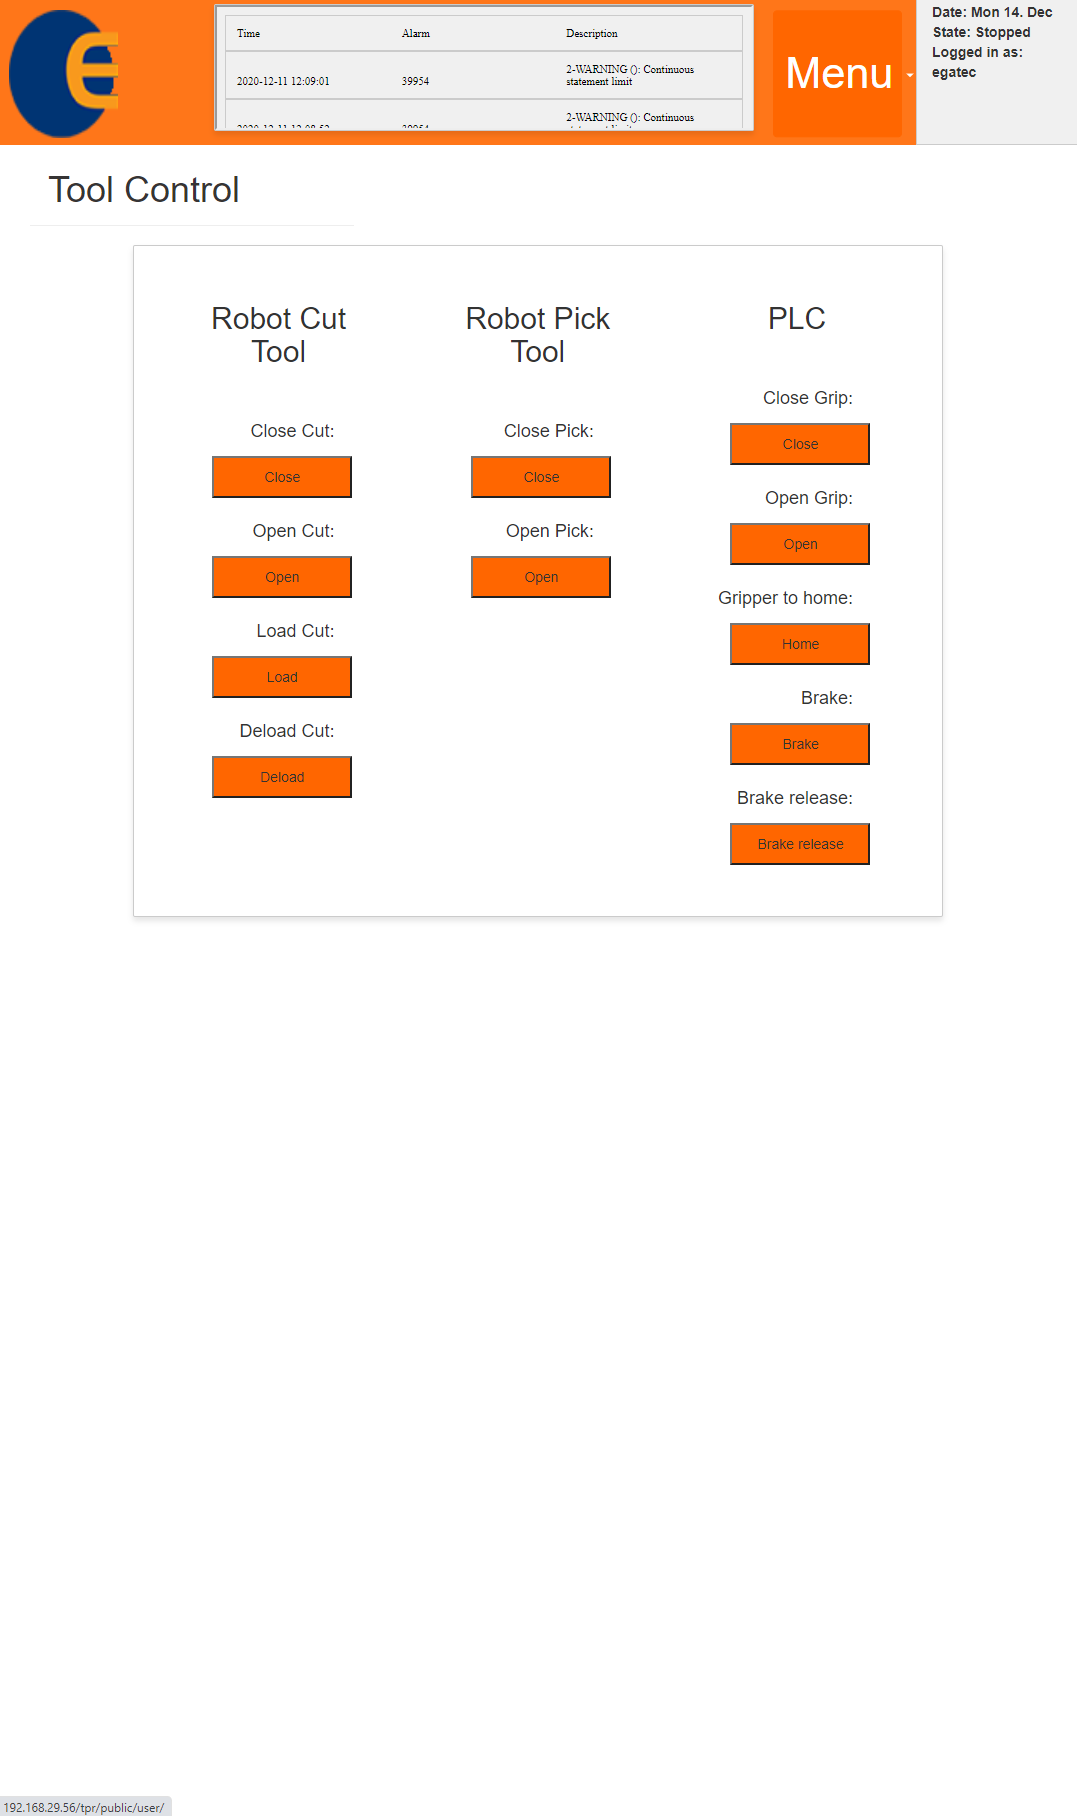 Time Alarm Description
2020-12-11 12:09:01 39954 2-WARNING (): Continuous
statement limit
2-WARNING (): Continuous
Menu
Date: Mon 14. Dec
State: Stopped
Logged in as:
egatec
Tool Control
Robot Cut
Tool
Close Cut:
Close
Open Cut:
Open
Load Cut:
Load
Deload Cut:
Deload
Robot Pick
Tool
Close Pick:
Close
Open Pick:
Open
PLC
Close Grip:
Close
Open Grip:
Open
Gripper to home:
Home
Brake:
Brake
Brake release:
Brake release
192.168.29.56/tpr/public/user/